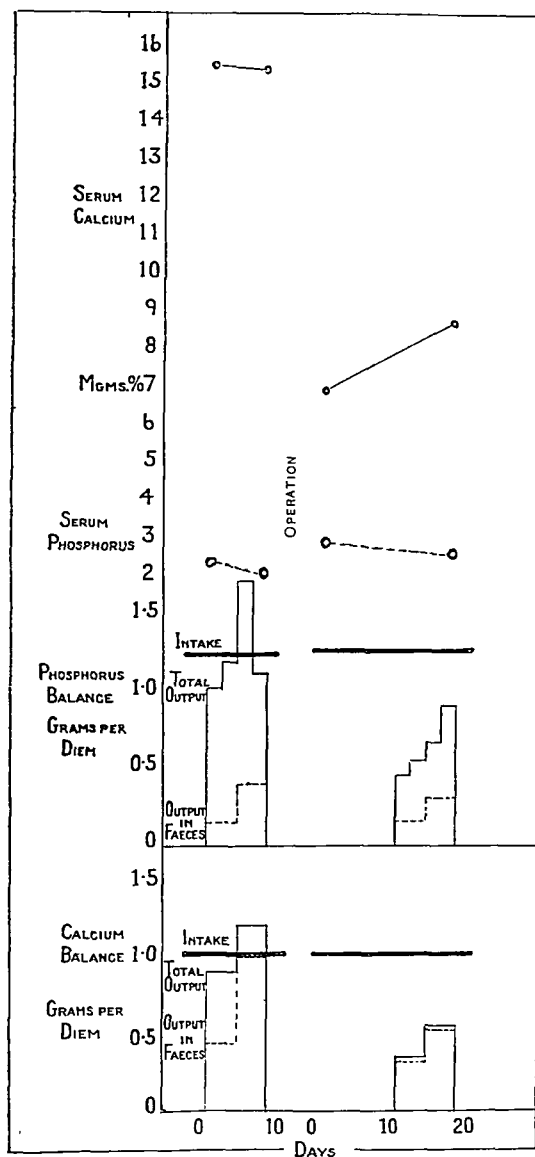 16
15
14
13
SERUM
CALCIUM
12
11
10
9
8
MGMS.%7
6
5
4
SERUM
PHOSPHORUS
3
2
OPERATION
1·5
INTAKE
PHOSPHORUS
BALANCE
1·0
TOTAL
OUTPUT
GRAMS PER
DIEM
0·5
OUTPUT
IN
FAECES
0
1·5
CALCIUM
BALANCE
INTAKE
1·0
TOTAL
OUTPUT
GRAMS PER
DIEM
0·5
OUTPUT
IN
FAECES
0
0 10 0 10 20
DAYS